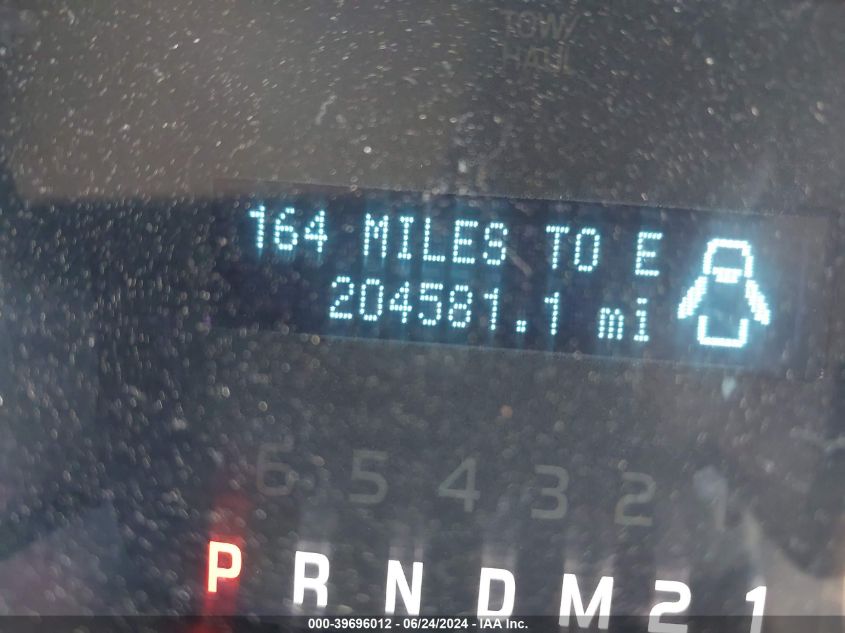 TOW/
HAUL
164 MILES TO E
204581.1 mi
6 5 4 3 2 1
P R N D M 2 1
000-39696012 - 06/24/2024 - IAA Inc.